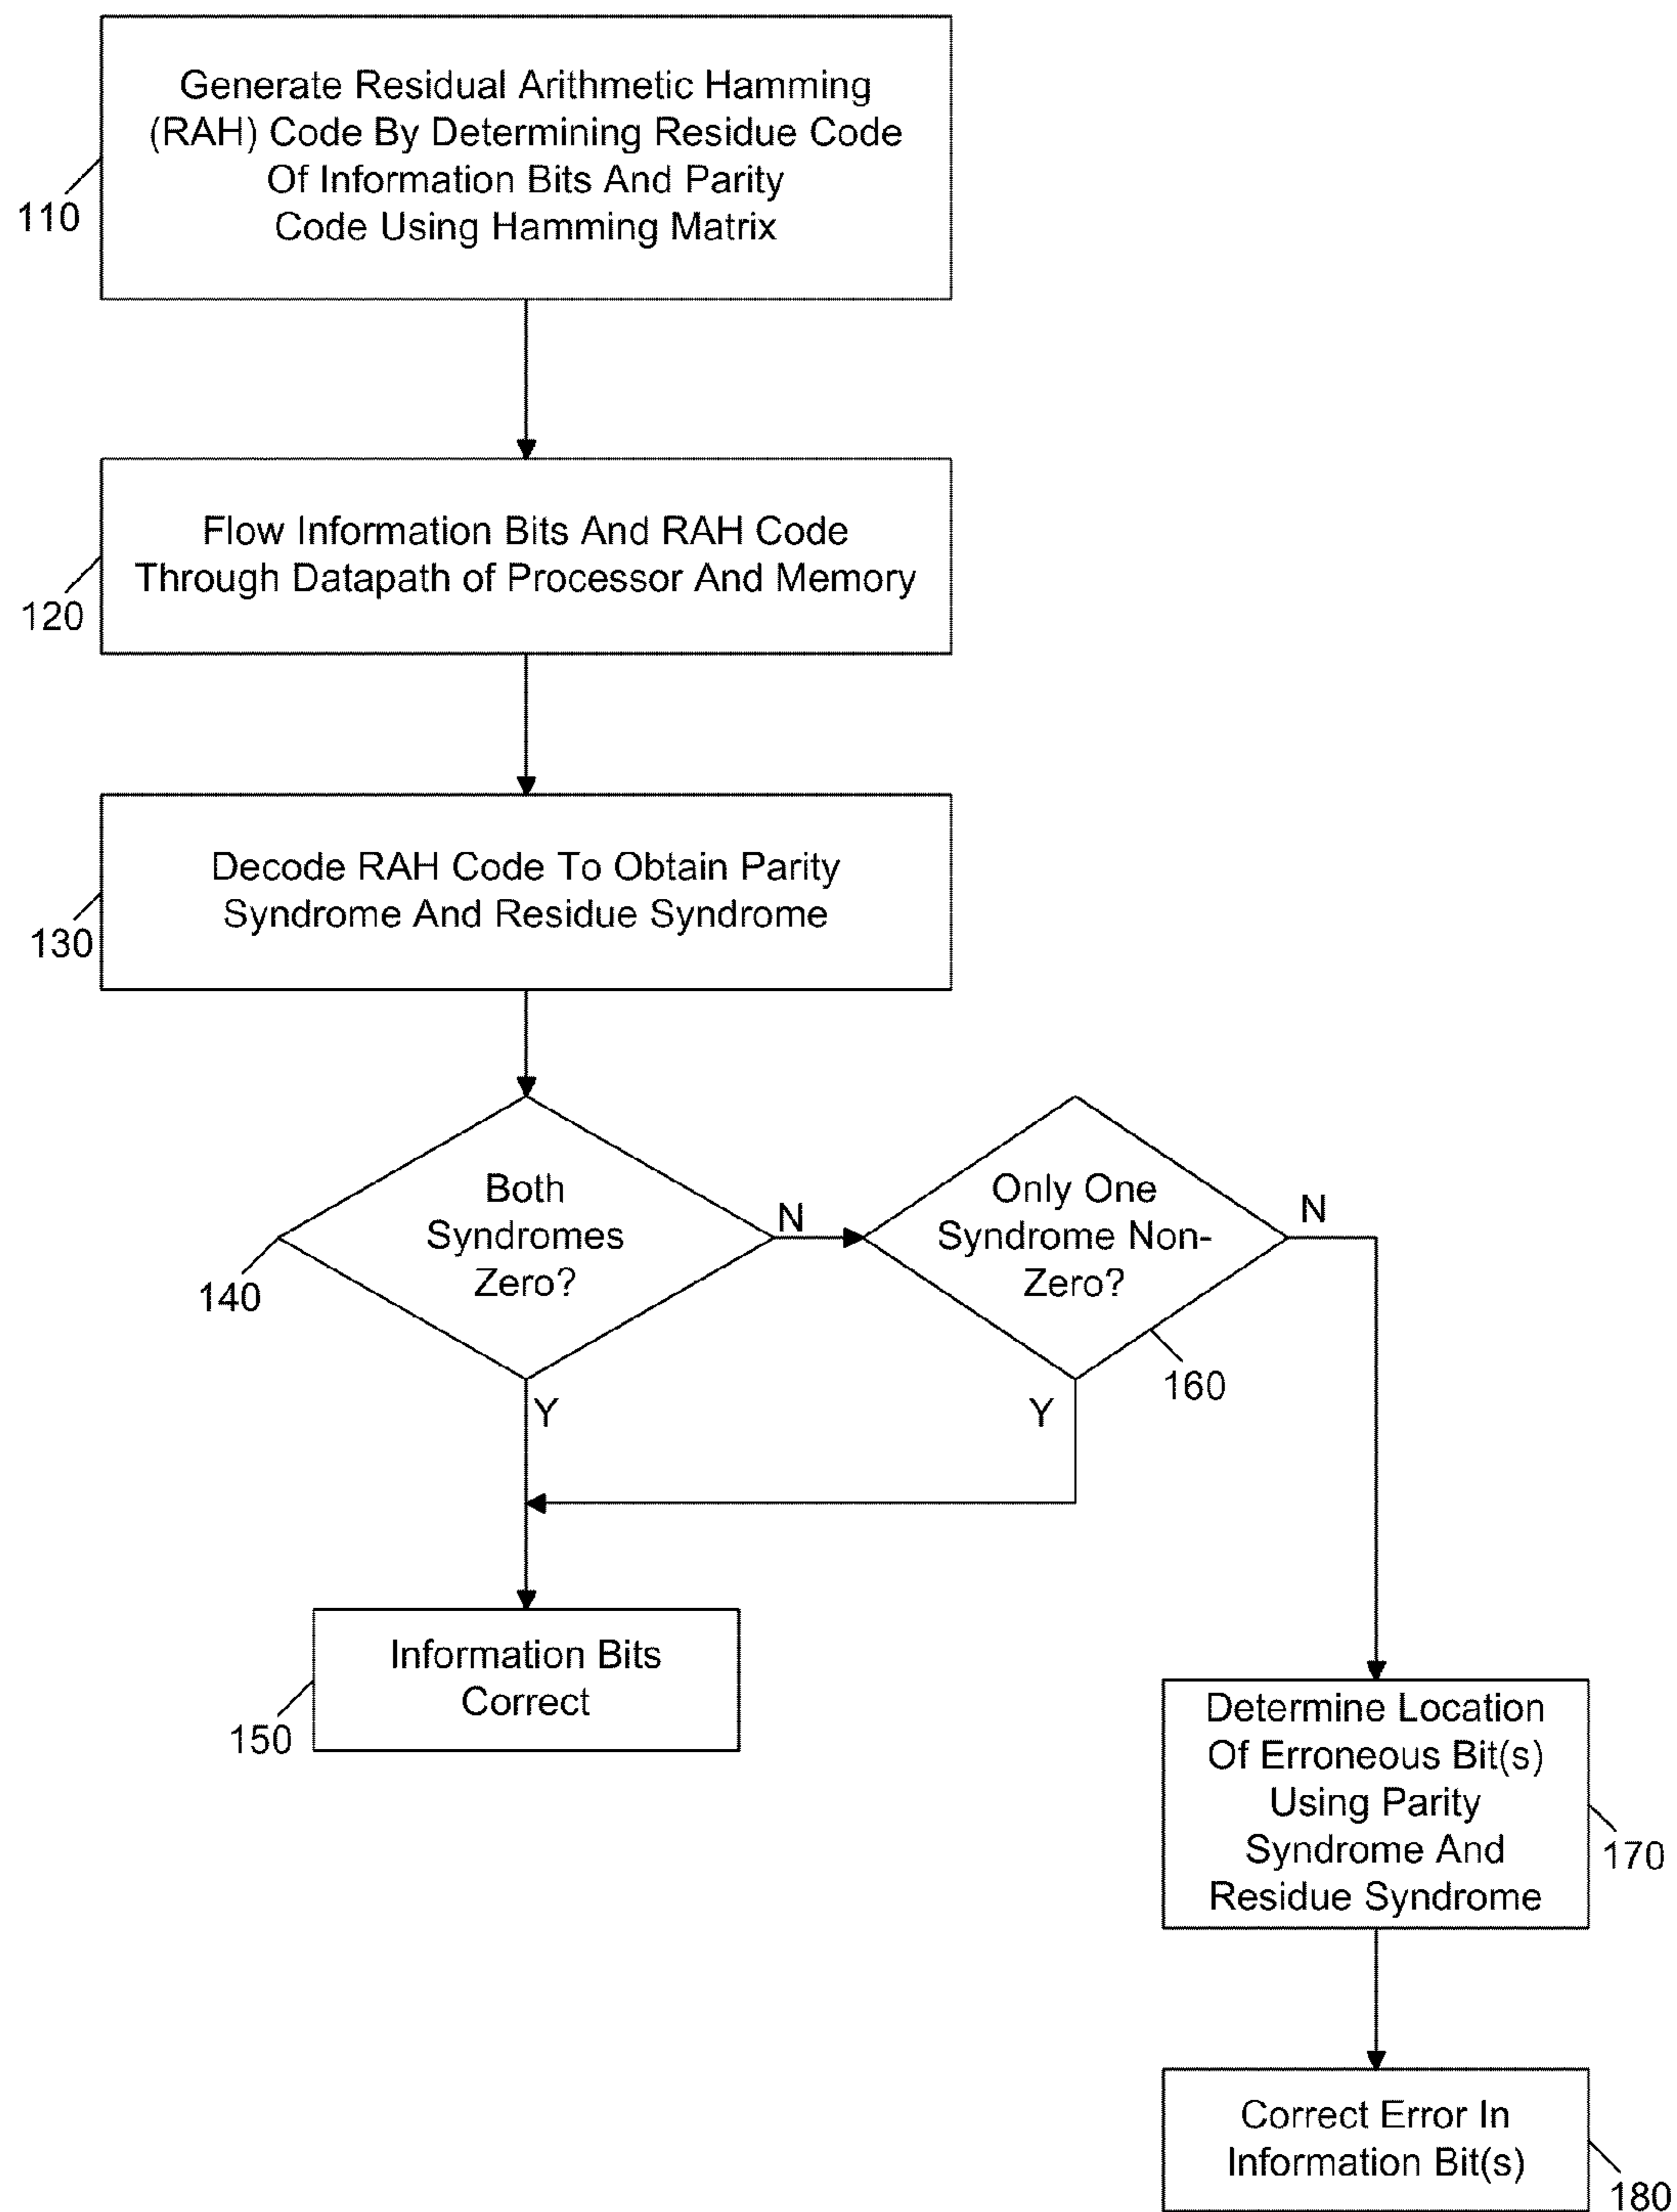 Generate Residual Arithmetic Hamming
(RAH) Code By Determining Residue Code
Of Information Bits And Parity
Code Using Hamming Matrix
110
Flow Information Bits And RAH Code
Through Datapath of Processor And Memory
120
Decode RAH Code To Obtain Parity
Syndrome And Residue Syndrome
130
Both
Syndromes
Zero?
140
N
Y
Only One
Syndrome Non-
Zero?
160
N
Y
Information Bits
Correct
150
Determine Location
Of Erroneous Bit(s)
Using Parity
Syndrome And
Residue Syndrome
170
Correct Error In
Information Bit(s)
180